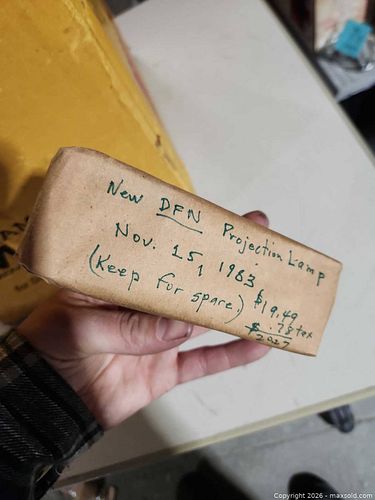 New DFN Projection Lamp
Nov. 15, 1983
(Keep for spare)
$19.49
$ .78 tax
20.27
Copyright 2026 - maxsold.com